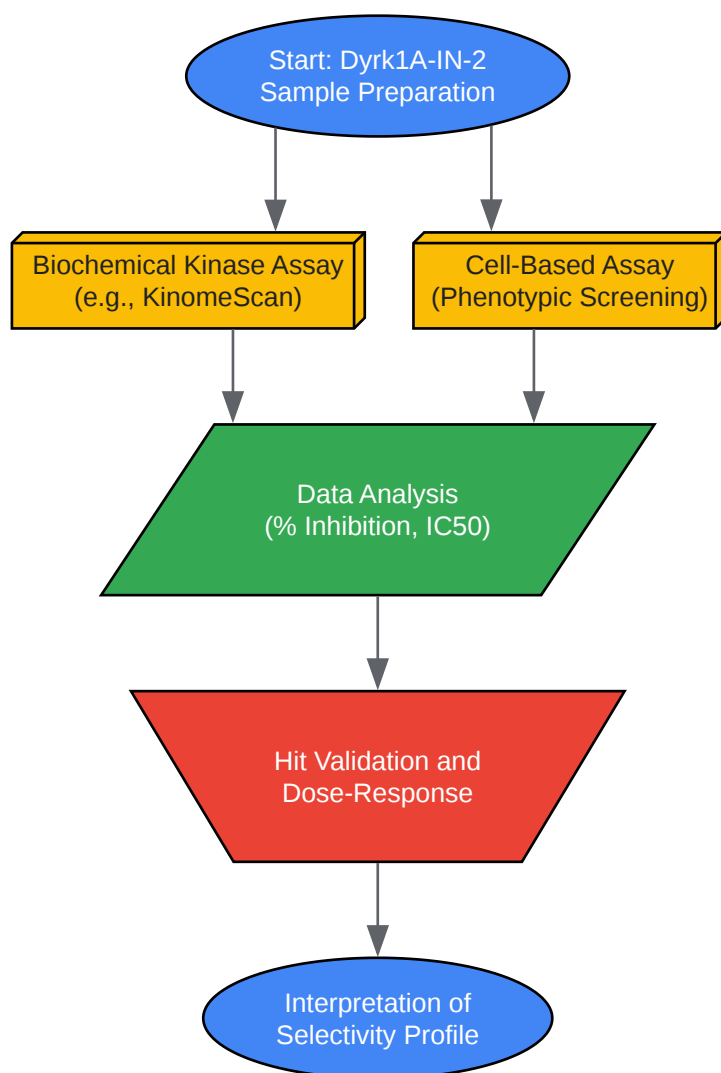 Start: Dyrk1A-IN-2
Sample Preparation
Biochemical Kinase Assay
(e.g., KinomeScan)
Cell-Based Assay
(Phenotypic Screening)
Data Analysis
(% Inhibition, IC50)
Hit Validation and
Dose-Response
Interpretation of
Selectivity Profile